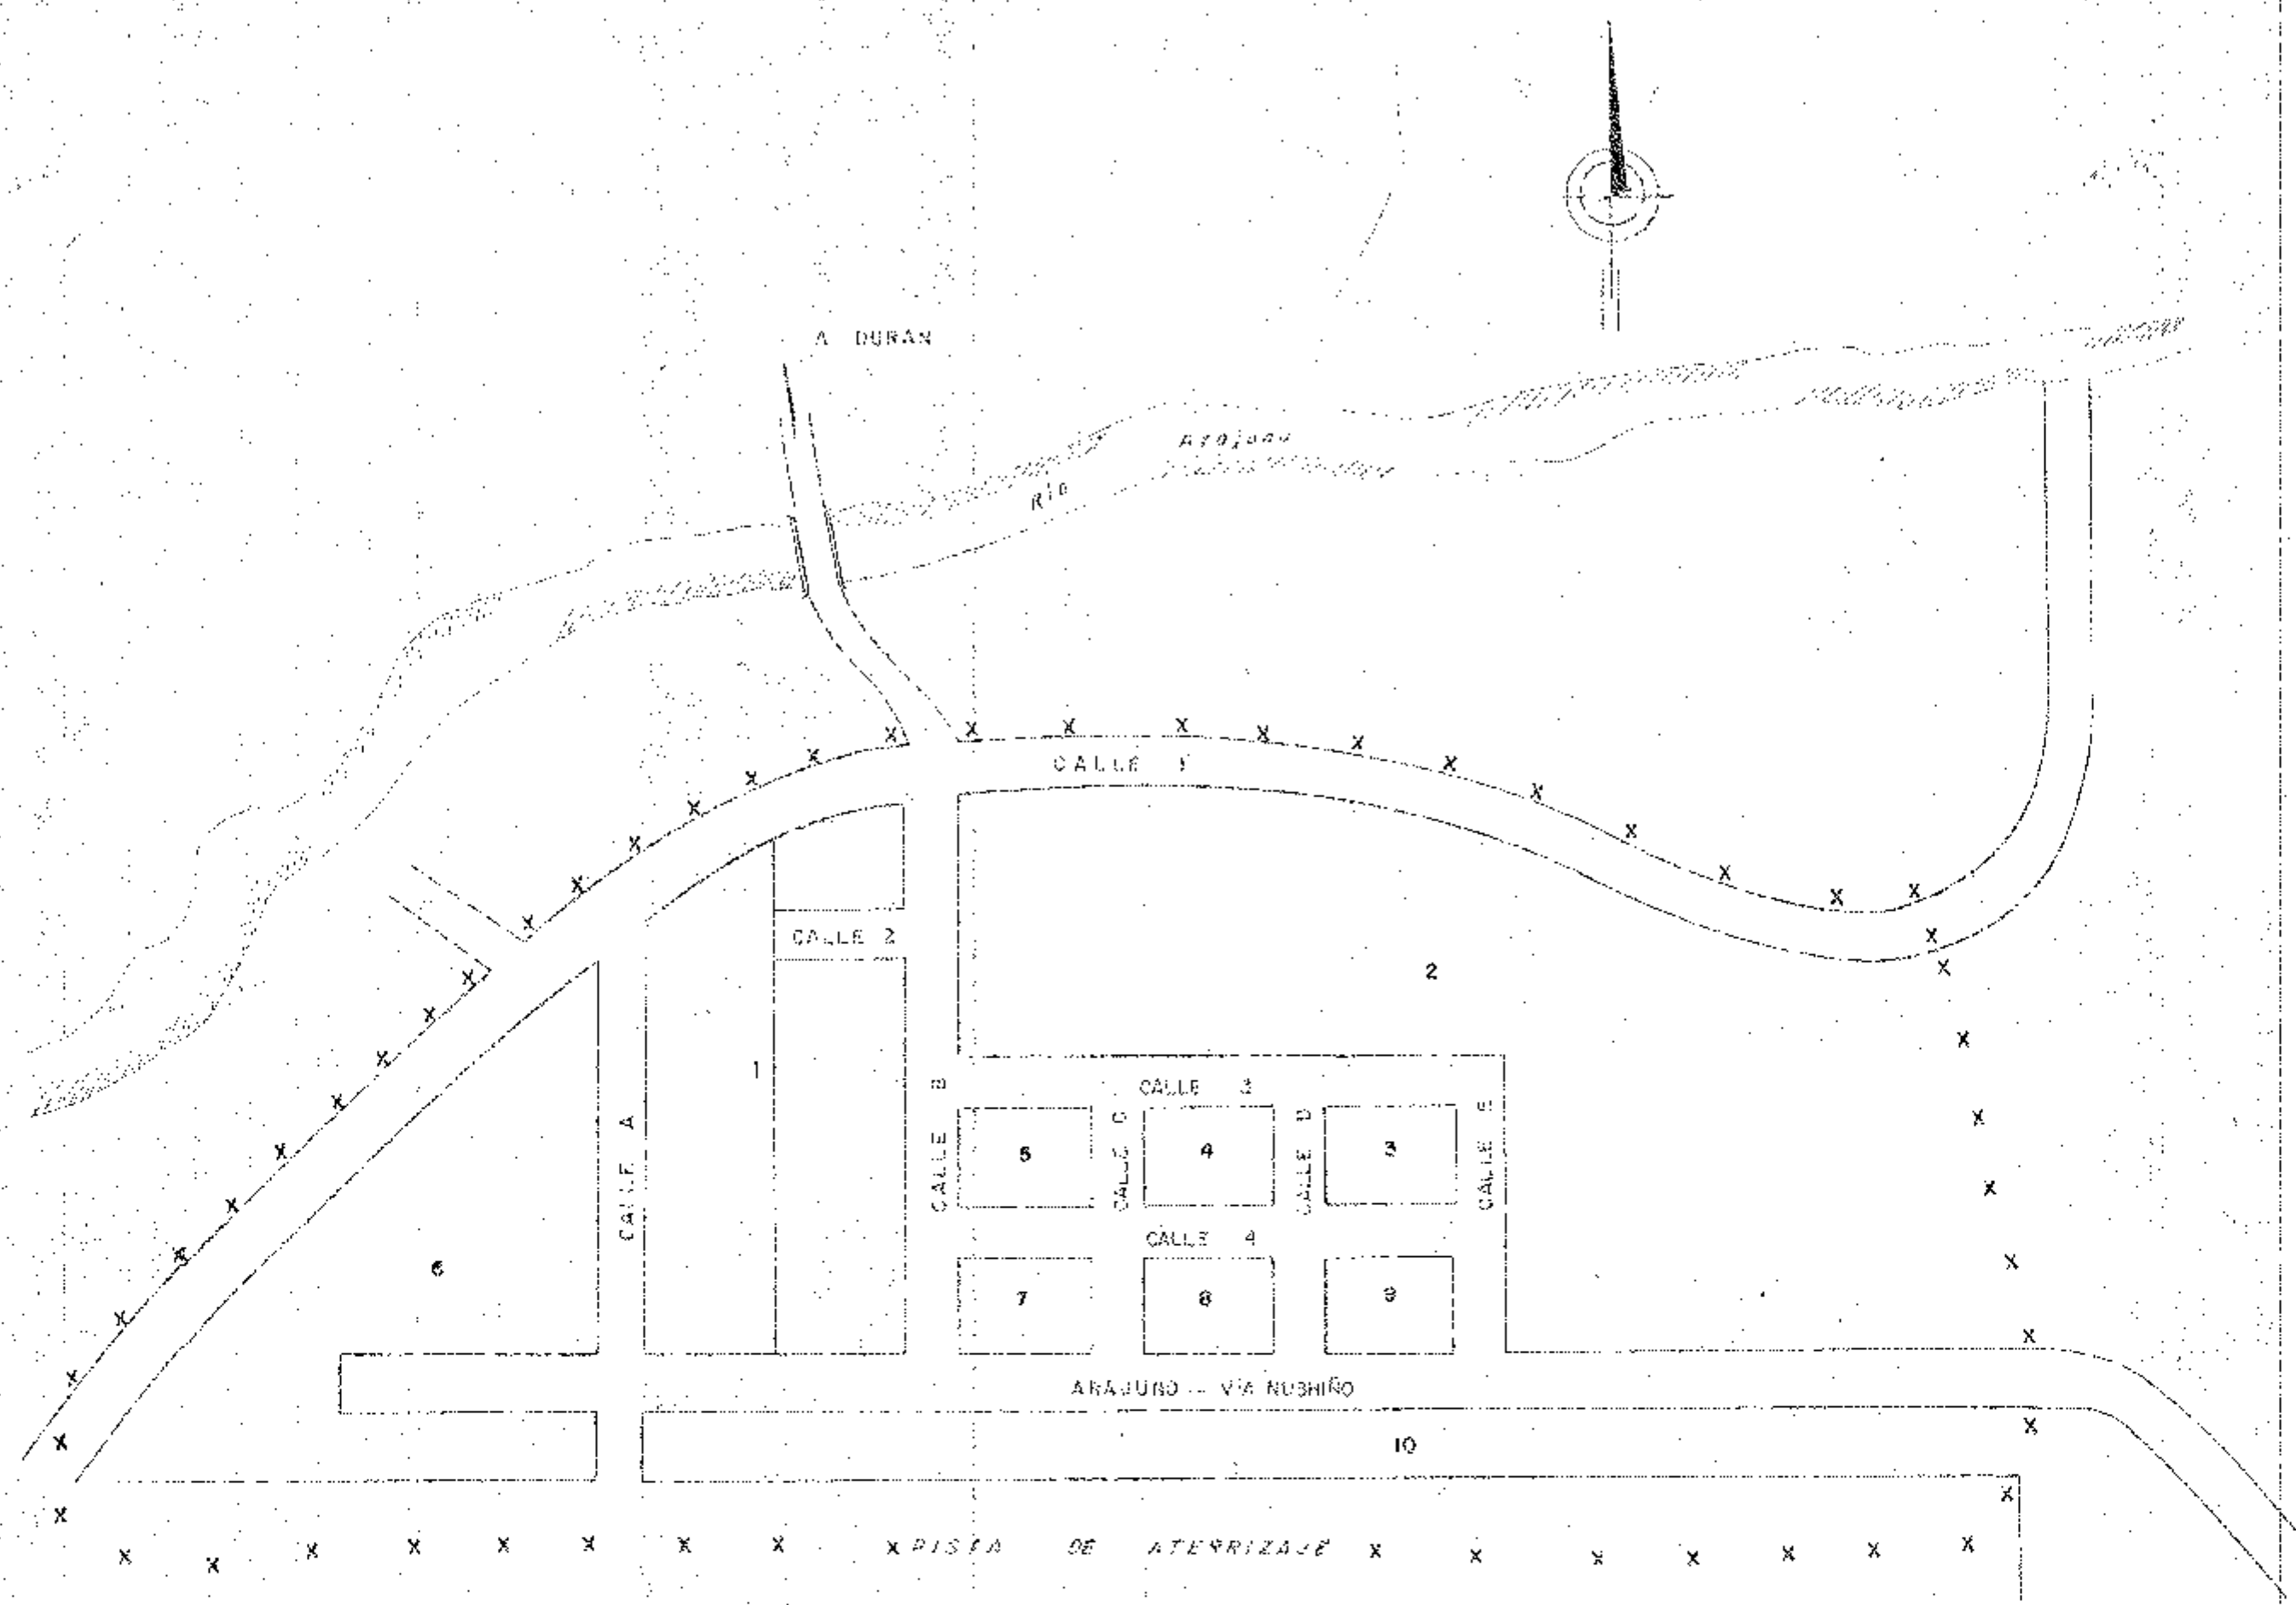 A DURAN
Arajuno
Río
CALLE 1
CALLE 2
2
1
CALLE 3
CALLE A
CALLE B
CALLE C
CALLE D
CALLE E
5
4
3
CALLE 4
6
7
8
9
ARAJUNO - VÍA NUSHIÑO
10
PISTA DE ATERRIZAJE